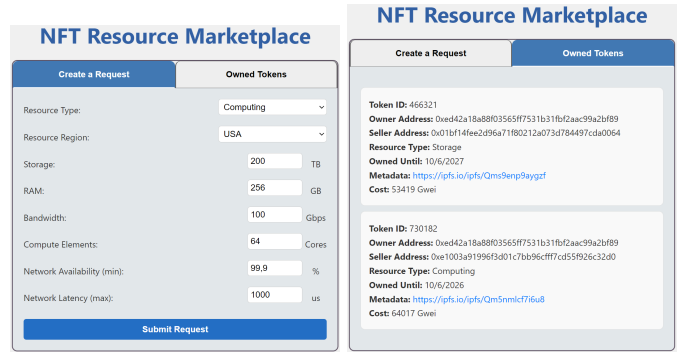 NFT Resource Marketplace
Create a Request
Owned Tokens
Resource Type:
Computing
Resource Region:
USA
Storage:
200
TB
RAM:
256
GB
Bandwidth:
100
Gbps
Compute Elements:
64
Cores
Network Availability (min):
99,9
%
Network Latency (max):
1000
us
Submit Request
NFT Resource Marketplace
Create a Request
Owned Tokens
Token ID: 466321
Owner Address: 0xed42a18a88f03565ff7531b31fbf2aac99a2bf89
Seller Address: 0x01bf14fee2d96a71f80212a073d784497cda0064
Resource Type: Storage
Owned Until: 10/6/2027
Metadata: https://ipfs.io/ipfs/Qms9enp9aygzf
Cost: 53419 Gwei
Token ID: 730182
Owner Address: 0xed42a18a88f03565ff7531b31fbf2aac99a2bf89
Seller Address: 0xe1003a91996f3d01c7bb96cfff7cd55f926c32d0
Resource Type: Computing
Owned Until: 10/6/2026
Metadata: https://ipfs.io/ipfs/Qm5nmlcf7i6u8
Cost: 64017 Gwei